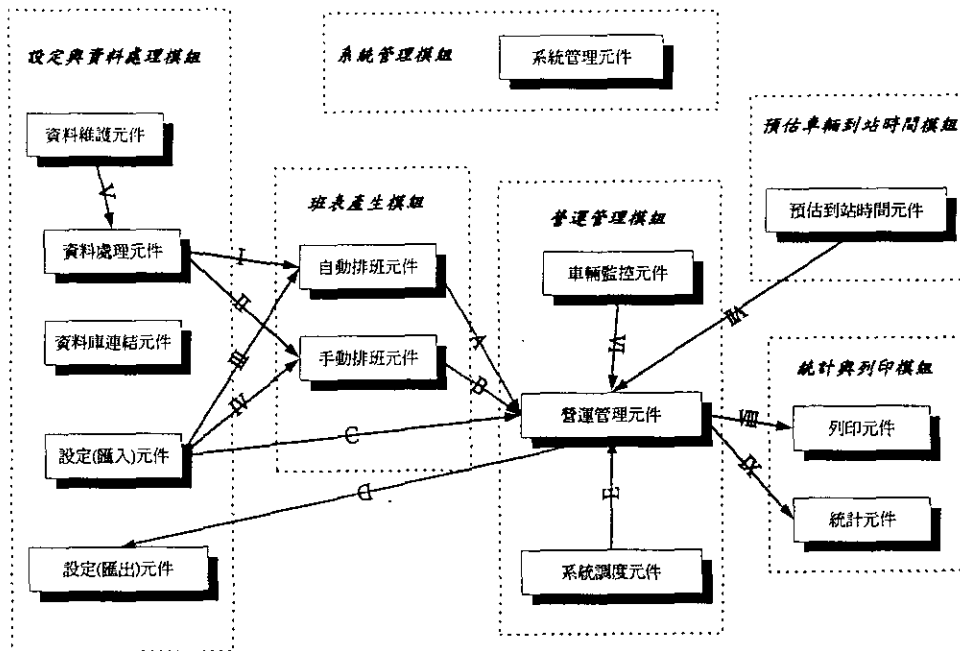 系統管理模組
系統管理元件
設定與資料處理模組
資料維護元件
V
資料處理元件
I
II
資料庫連結元件
III
IV
設定(匯入)元件
C
D
設定(匯出)元件
班表產生模組
自動排班元件
手動排班元件
A
B
營運管理模組
車輛監控元件
VI
營運管理元件
E
系統調度元件
預估車輛到站時間模組
預估到站時間元件
VII
統計與列印模組
VIII
列印元件
IX
統計元件